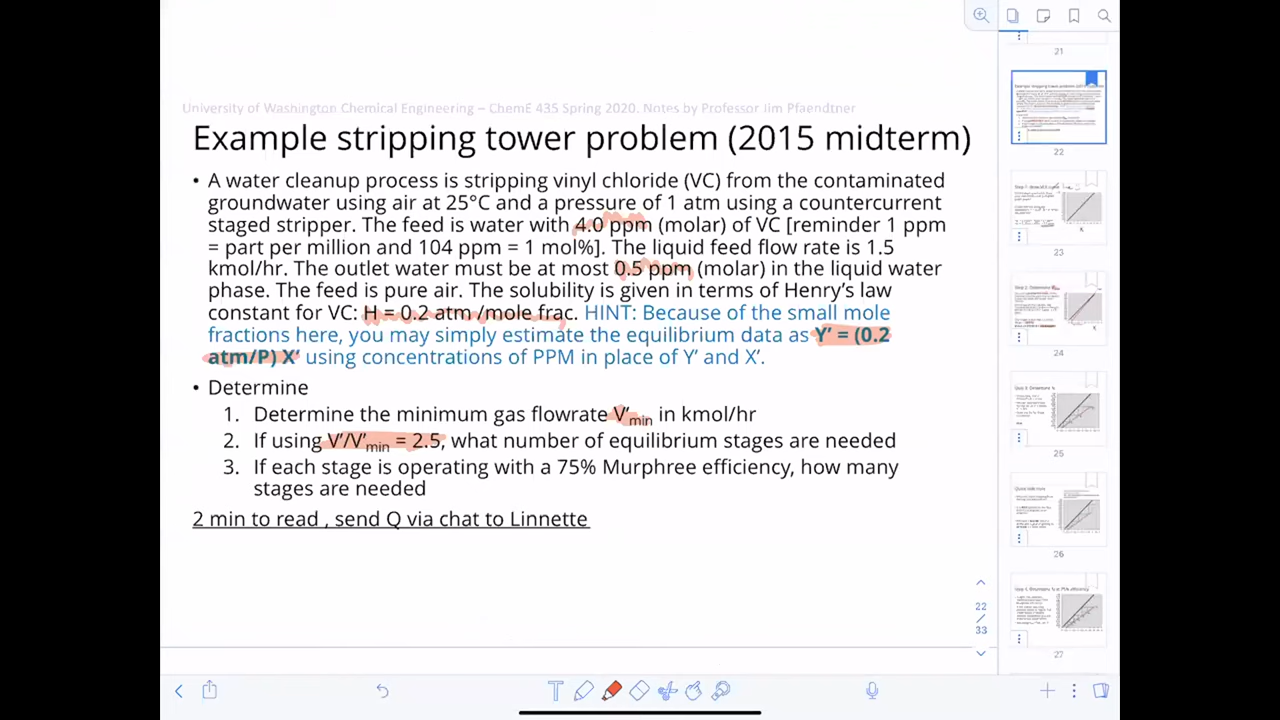 21
University of Washington Chemical Engineering – ChemE 435 Spring 2020. Notes by Professor Jim Pfaendtner
Example stripping tower problem (2015 midterm)
• A water cleanup process is stripping vinyl chloride (VC) from the contaminated
groundwater using air at 25°C and a pressure of 1 atm using a countercurrent
staged stripper. The feed is water with 4.0 ppm (molar) of VC [reminder 1 ppm
= part per million and 104 ppm = 1 mol%]. The liquid feed flow rate is 1.5
kmol/hr. The outlet water must be at most 0.5 ppm (molar) in the liquid water
phase. The feed is pure air. The solubility is given in terms of Henry's law
constant for VC: H = 0.2 atm /mole frac. HINT: Because of the small mole
fractions here, you may simply estimate the equilibrium data as Y' = (0.2
atm/P) X' using concentrations of PPM in place of Y' and X'.
• Determine
1. Determine the minimum gas flowrate V'min in kmol/hr
2. If using V'/V'min = 2.5, what number of equilibrium stages are needed
3. If each stage is operating with a 75% Murphree efficiency, how many
stages are needed
2 min to read, send Q via chat to Linnette
22
/
33
22
23
24
25
26
27